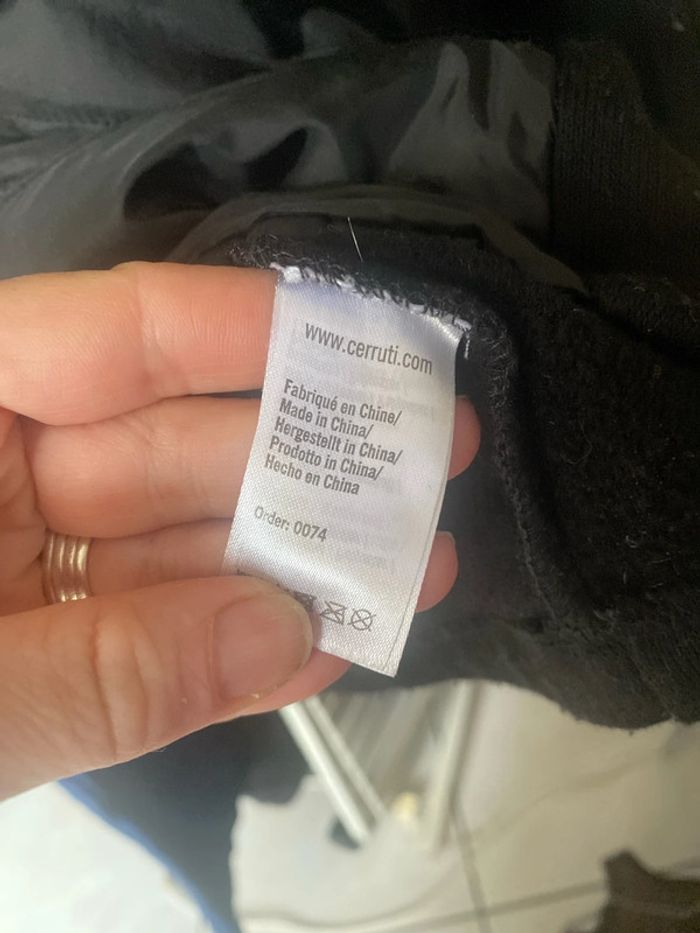 www.cerruti.com
Fabriqué en Chine/
Made in China/
Hergestellt in China/
Prodotto in China/
Hecho en China
Order: 0074